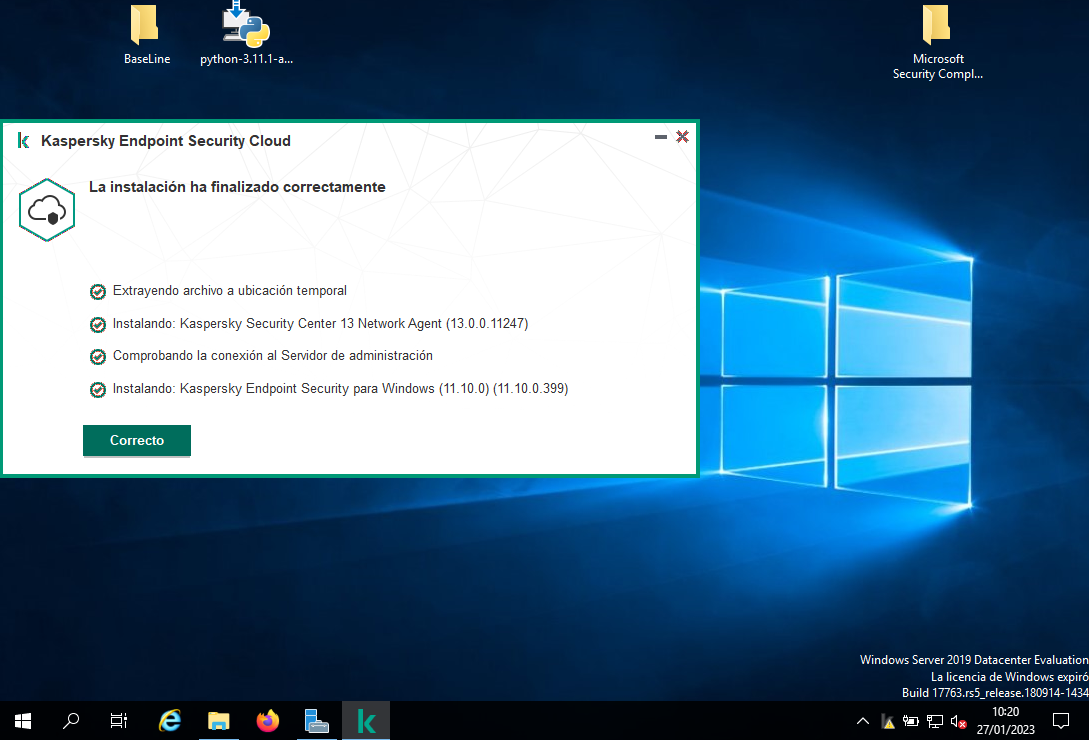 BaseLine
python-3.11.1-a...
Microsoft
Security Compl...
Kaspersky Endpoint Security Cloud
La instalación ha finalizado correctamente
Extrayendo archivo a ubicación temporal
Instalando: Kaspersky Security Center 13 Network Agent (13.0.0.11247)
Comprobando la conexión al Servidor de administración
Instalando: Kaspersky Endpoint Security para Windows (11.10.0) (11.10.0.399)
Correcto
Windows Server 2019 Datacenter Evaluation
La licencia de Windows expiró
Build 17763.rs5_release.180914-1434
10:20
27/01/2023